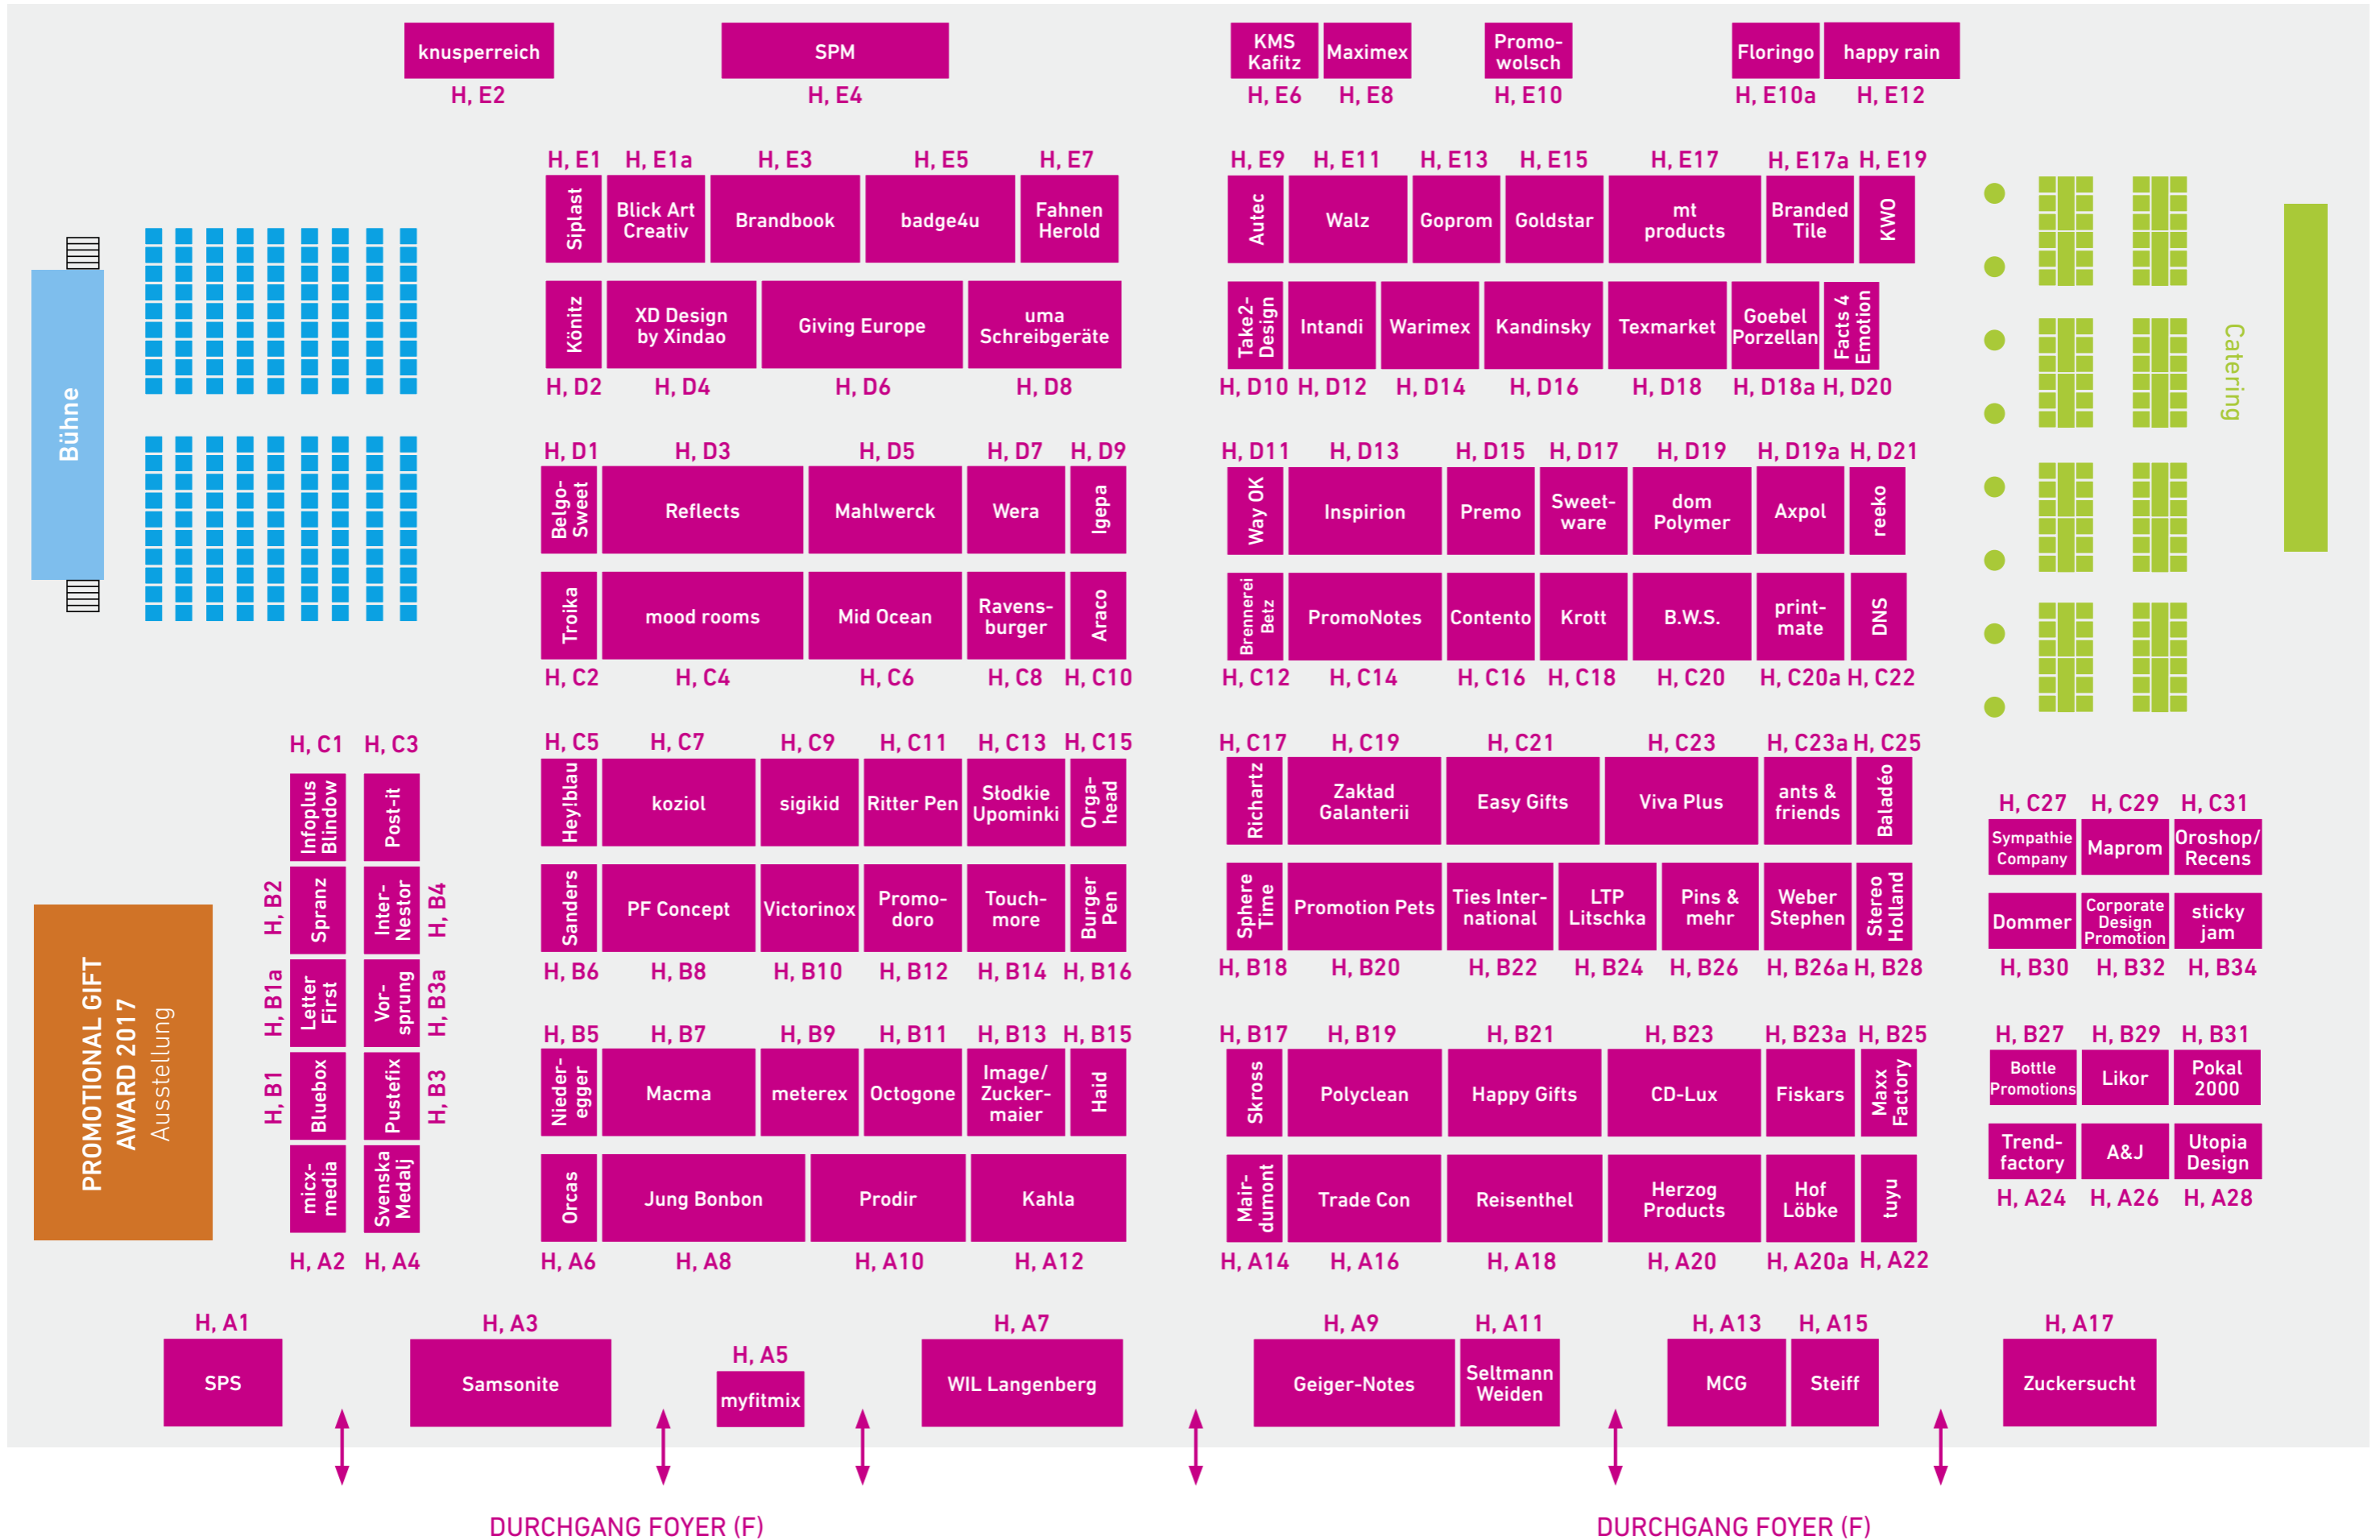 knusperreich
H, E2
SPM
H, E4
KMS
Kafitz
H, E6
Maximex
H, E8
Promo-
wolsch
H, E10
Floringo
H, E10a
happy rain
H, E12
H, E1
H, E1a
H, E3
H, E5
H, E7
H, E9
H, E11
H, E13
H, E15
H, E17
H, E17a
H, E19
Siplast
Blick Art
Creativ
Brandbook
badge4u
Fahnen
Herold
Autec
Walz
Goprom
Goldstar
mt
products
Branded
Tile
KWO
Könitz
XD Design
by Xindao
Giving Europe
uma
Schreibgeräte
Take2-
Design
Intandi
Warimex
Kandinsky
Texmarket
Goebel
Porzellan
Facts 4
Emotion
H, D2
H, D4
H, D6
H, D8
H, D10
H, D12
H, D14
H, D16
H, D18
H, D18a
H, D20
Bühne
Catering
H, D1
H, D3
H, D5
H, D7
H, D9
H, D11
H, D13
H, D15
H, D17
H, D19
H, D19a
H, D21
Belgo-
Sweet
Reflects
Mahlwerck
Wera
Igepa
Way OK
Inspirion
Premo
Sweet-
ware
dom
Polymer
Axpol
reeko
Troika
mood rooms
Mid Ocean
Ravens-
burger
Araco
Brennerei
Betz
PromoNotes
Contento
Krott
B.W.S.
print-
mate
DNS
H, C2
H, C4
H, C6
H, C8
H, C10
H, C12
H, C14
H, C16
H, C18
H, C20
H, C20a
H, C22
H, C1
H, C3
H, C5
H, C7
H, C9
H, C11
H, C13
H, C15
H, C17
H, C19
H, C21
H, C23
H, C23a
H, C25
Infoplus
Blindow
Post-it
Hey!blau
koziol
sigikid
Ritter Pen
Słodkie
Upominki
Orga-
head
Richartz
Zakład
Galanterii
Easy Gifts
Viva Plus
ants &
friends
Baladéo
H, C27
H, C29
H, C31
Sympathie
Company
Maprom
Oroshop/
Recens
H, B2
Spranz
Inter-
Nestor
H, B4
Sanders
PF Concept
Victorinox
Promo-
doro
Touch-
more
Burger
Pen
Sphere
Time
Promotion Pets
Ties Inter-
national
LTP
Litschka
Pins &
mehr
Weber
Stephen
Stereo
Holland
Dommer
Corporate
Design
Promotion
sticky
jam
H, B6
H, B8
H, B10
H, B12
H, B14
H, B16
H, B18
H, B20
H, B22
H, B24
H, B26
H, B26a
H, B28
H, B30
H, B32
H, B34
PROMOTIONAL GIFT
AWARD 2017
Ausstellung
H, B1a
Letter
First
Vor-
sprung
H, B3a
H, B5
H, B7
H, B9
H, B11
H, B13
H, B15
H, B17
H, B19
H, B21
H, B23
H, B23a
H, B25
H, B27
H, B29
H, B31
H, B1
Bluebox
Pustefix
H, B3
Nieder-
egger
Macma
meterex
Octogone
Image/
Zucker-
maier
Haid
Skross
Polyclean
Happy Gifts
CD-Lux
Fiskars
Maxx
Factory
Bottle
Promotions
Likor
Pokal
2000
micx-
media
Svenska
Medalj
Orcas
Jung Bonbon
Prodir
Kahla
Mair-
dumont
Trade Con
Reisenthel
Herzog
Products
Hof
Löbke
tuyu
Trend-
factory
A&J
Utopia
Design
H, A24
H, A26
H, A28
H, A2
H, A4
H, A6
H, A8
H, A10
H, A12
H, A14
H, A16
H, A18
H, A20
H, A20a
H, A22
H, A1
H, A3
H, A5
H, A7
H, A9
H, A11
H, A13
H, A15
H, A17
SPS
Samsonite
myfitmix
WIL Langenberg
Geiger-Notes
Seltmann
Weiden
MCG
Steiff
Zuckersucht
DURCHGANG FOYER (F)
DURCHGANG FOYER (F)